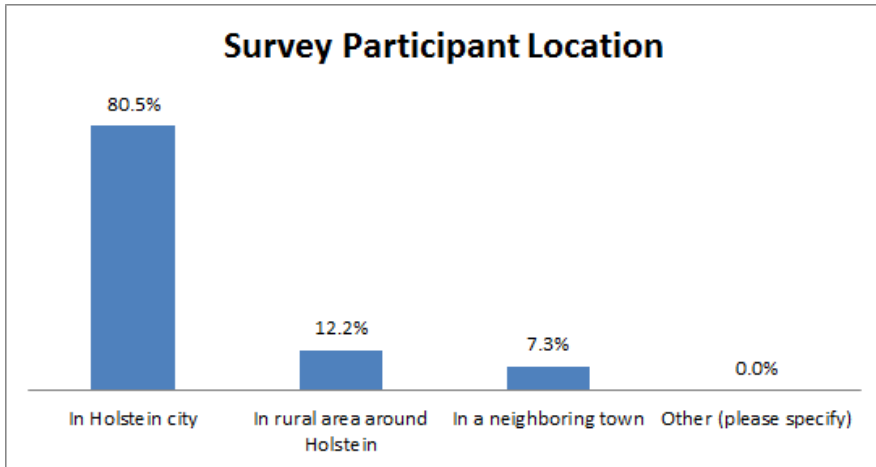 Survey Participant Location
80.5%
12.2%
7.3%
0.0%
In Holstein city
In rural area around
Holstein
In a neighboring town
Other (please specify)